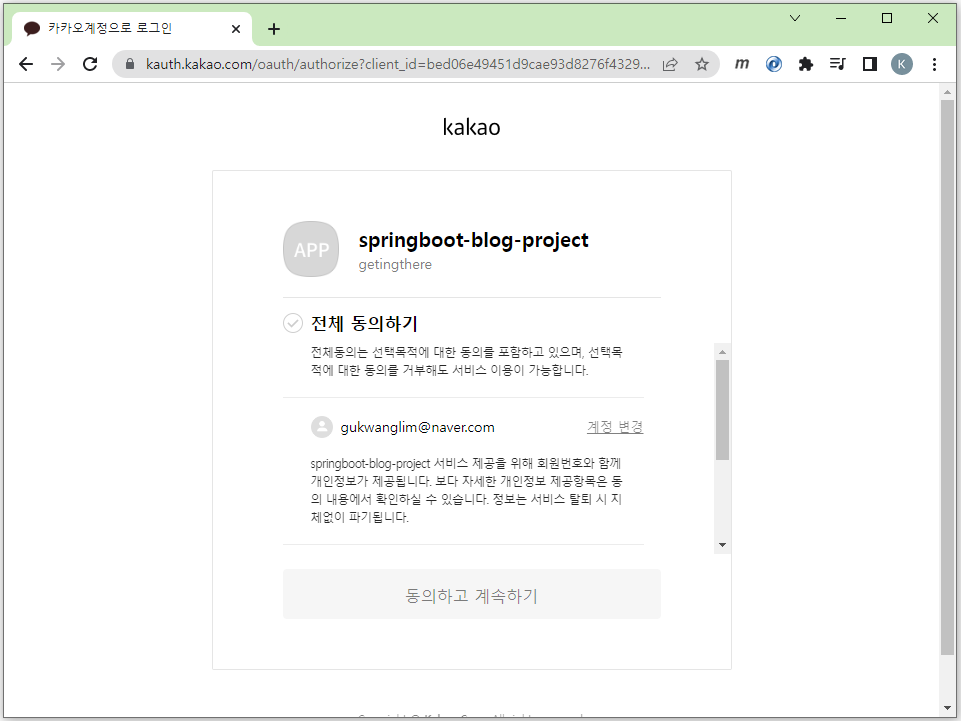 카카오계정으로 로그인
kauth.kakao.com/oauth/authorize?client_id=bed06e49451d9cae93d8276f4329...
m
K
kakao
APP
springboot-blog-project
getingthere
전체 동의하기
전체동의는 선택목적에 대한 동의를 포함하고 있으며, 선택목
적에 대한 동의를 거부해도 서비스 이용이 가능합니다.
gukwanglim@naver.com
계정 변경
springboot-blog-project 서비스 제공을 위해 회원번호와 함께
개인정보가 제공됩니다. 보다 자세한 개인정보 제공항목은 동
의 내용에서 확인하실 수 있습니다. 정보는 서비스 탈퇴 시 지
체없이 파기됩니다.
동의하고 계속하기